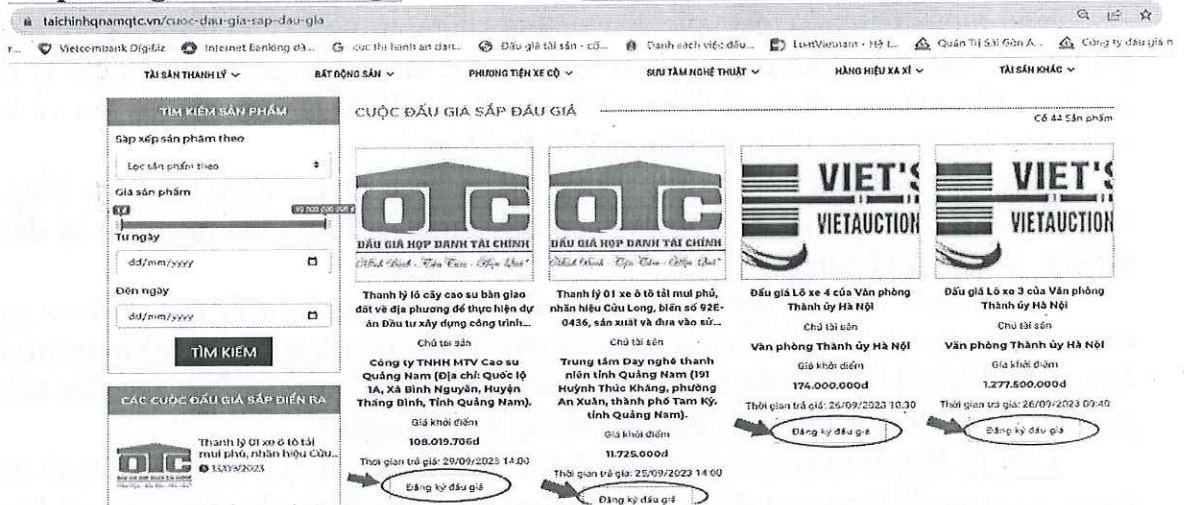 taichinhqnamqtc.vn/cuoc-dau-gia-sap-dau-gia
Vietcombank Digibiz
Internet Banking dà...
cuc thi hanh an dan...
Đấu giá tài sản - cô...
Danh sách việc đấu...
LuatVietnam - Hệ t...
Quản Trị Sài Gòn A...
Công ty đấu giá n
TÀI SẢN THANH LÝ
BẤT ĐỘNG SẢN
PHƯƠNG TIỆN XE CỘ
SƯU TẦM NGHỆ THUẬT
HÀNG HIỆU XA XỈ
TÀI SẢN KHÁC
TÌM KIẾM SẢN PHẨM
Sắp xếp sản phẩm theo
Lọc sản phẩm theo
Giá sản phẩm
Từ ngày
dd/mm/yyyy
Đến ngày
dd/mm/yyyy
TÌM KIẾM
CÁC CUỘC ĐẤU GIÁ SẮP DIỄN RA
Thanh lý 01 xe ô tô tải
mui phủ, nhãn hiệu Cửu...
CUỘC ĐẤU GIÁ SẮP ĐẤU GIÁ
Có 44 Sản phẩm
ĐẤU GIÁ HỢP DANH TÀI CHÍNH
Thanh lý lô cây cao su bàn giao
đất về địa phương để thực hiện dự
án Đầu tư xây dựng công trình...
Chủ tài sản
Công ty TNHH MTV Cao su
Quảng Nam (Địa chỉ: Quốc lộ
1A, Xã Bình Nguyên, Huyện
Thăng Bình, Tỉnh Quảng Nam).
Giá khởi điểm
108.019.706đ
Thời gian trả giá: 29/09/2023 14:00
Đăng ký đấu giá
ĐẤU GIÁ HỢP DANH TÀI CHÍNH
Thanh lý 01 xe ô tô tải mui phủ,
nhãn hiệu Cửu Long, biển số 92E-
0436, sản xuất và đưa vào sử...
Chủ tài sản
Trung tâm Dạy nghề thanh
niên tỉnh Quảng Nam (191
Huỳnh Thúc Kháng, phường
An Xuân, thành phố Tam Kỳ,
tỉnh Quảng Nam).
Giá khởi điểm
11.725.000đ
Thời gian trả giá: 25/09/2023 14:00
Đăng ký đấu giá
VIET'S
VIETAUCTION
Đấu giá Lô xe 4 của Văn phòng
Thành ủy Hà Nội
Chủ tài sản
Văn phòng Thành ủy Hà Nội
Giá khởi điểm
174.000.000đ
Thời gian trả giá: 26/09/2023 10:30
Đăng ký đấu giá
VIET'S
VIETAUCTION
Đấu giá Lô xe 3 của Văn phòng
Thành ủy Hà Nội
Chủ tài sản
Văn phòng Thành ủy Hà Nội
Giá khởi điểm
1.277.500.000đ
Thời gian trả giá: 26/09/2023 09:40
Đăng ký đấu giá